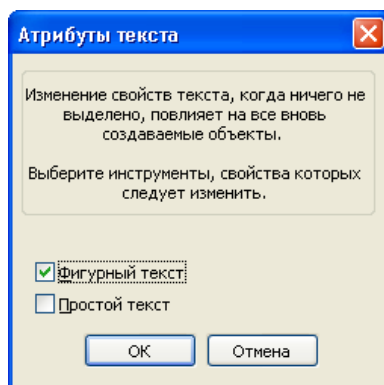 Атрибуты текста
Изменение свойств текста, когда ничего не
выделено, повлияет на все вновь
создаваемые объекты.
Выберите инструменты, свойства которых
следует изменить.
Фигурный текст
Простой текст
ОК
Отмена